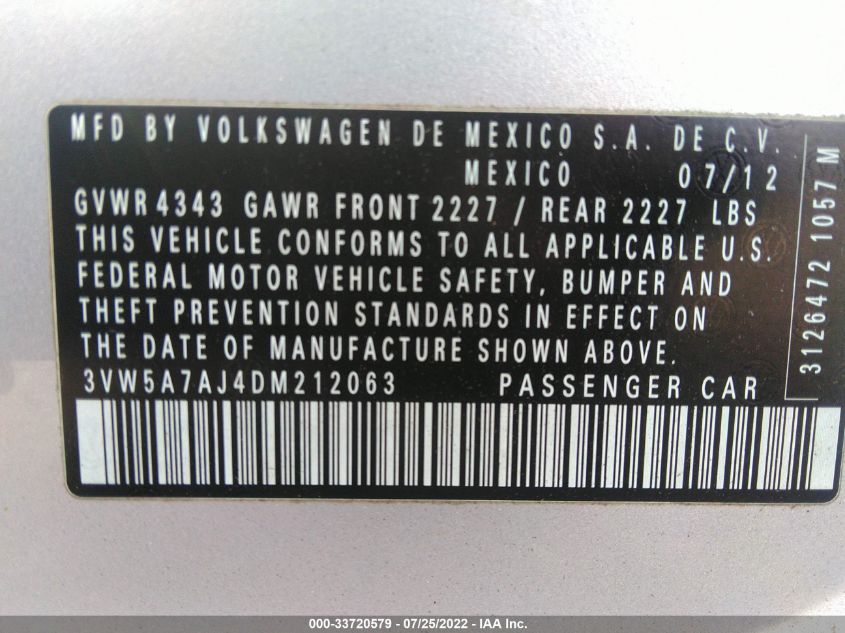 MFD BY VOLKSWAGEN DE MEXICO S.A. DE C.V.
MEXICO 07/12
GVWR 4343 GAWR FRONT 2227 / REAR 2227 LBS
THIS VEHICLE CONFORMS TO ALL APPLICABLE U.S.
FEDERAL MOTOR VEHICLE SAFETY, BUMPER AND
THEFT PREVENTION STANDARDS IN EFFECT ON
THE DATE OF MANUFACTURE SHOWN ABOVE.
3VW5A7AJ4DM212063 PASSENGER CAR
3126472 1057 M
000-33720579 - 07/25/2022 - IAA Inc.